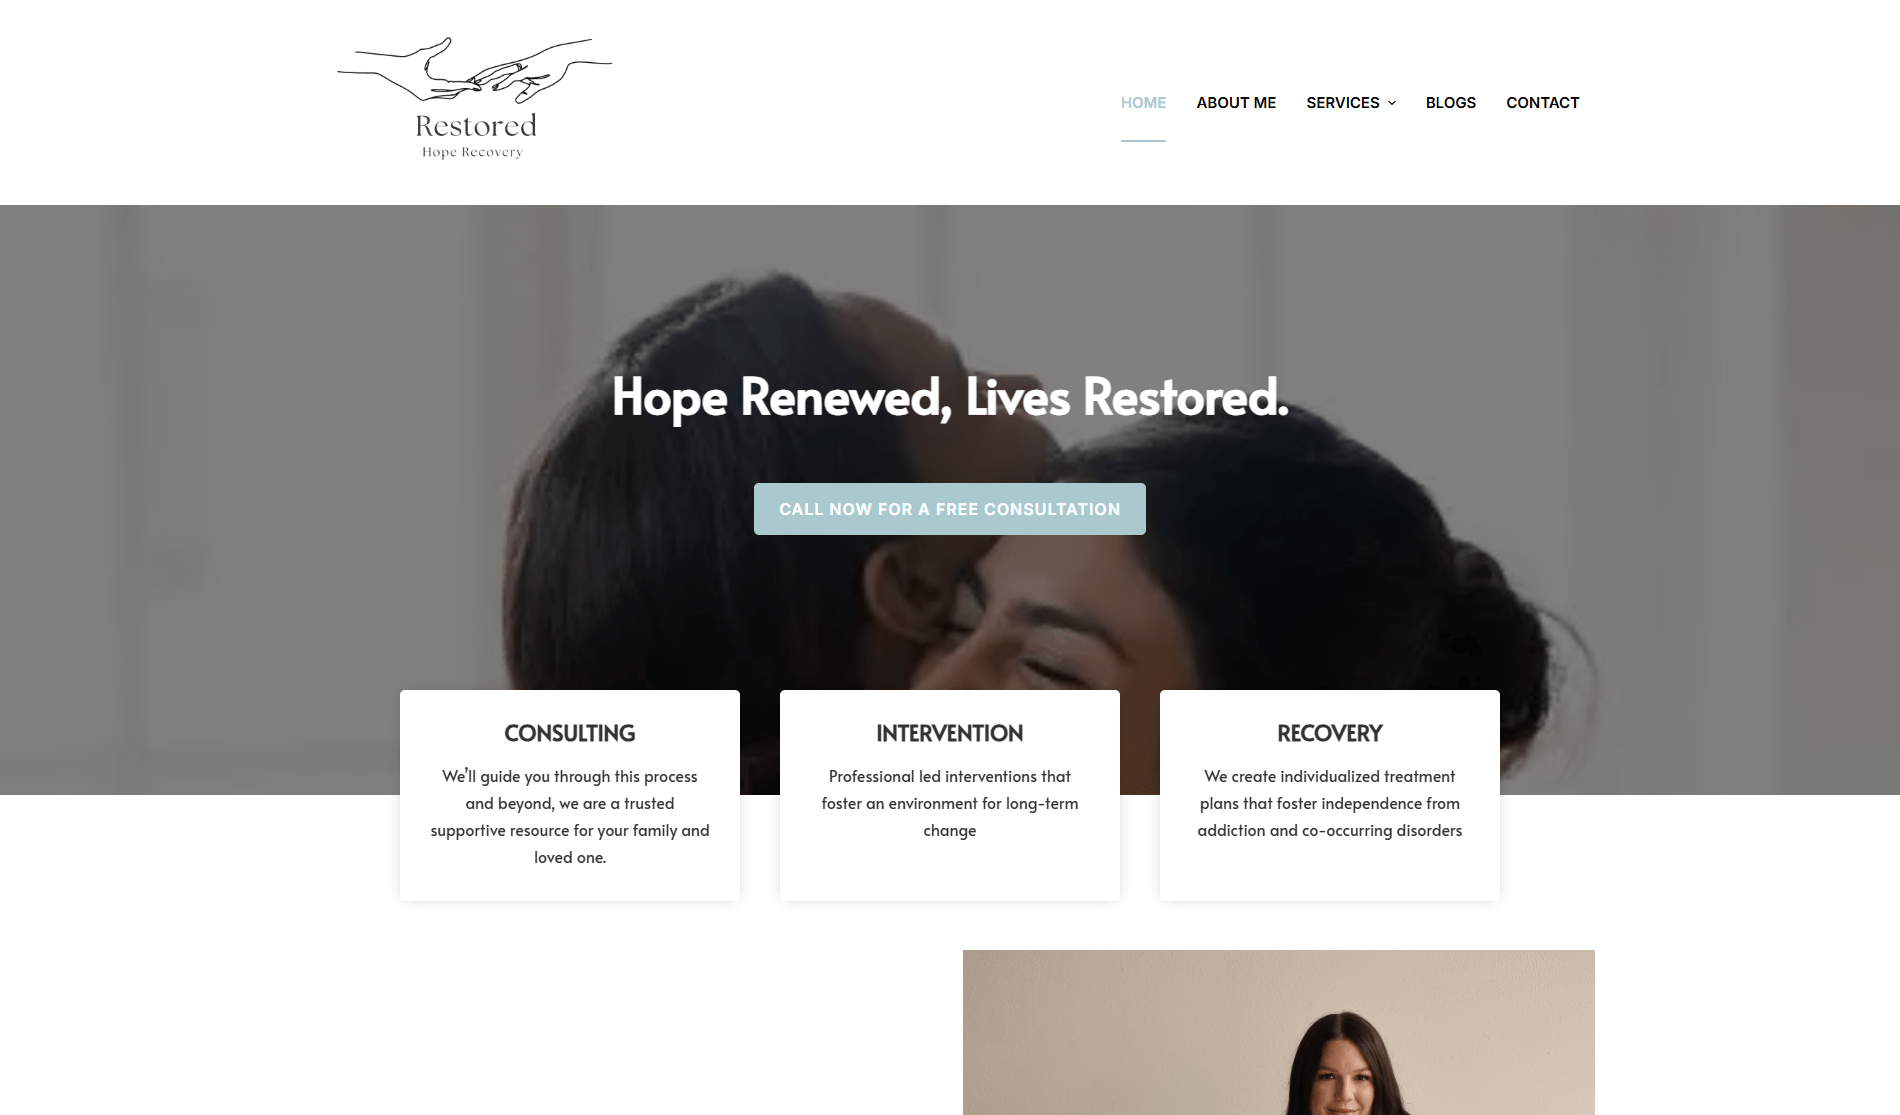 Restored
Hope Recovery
HOME ABOUT ME SERVICES BLOGS CONTACT
Hope Renewed, Lives Restored.
CALL NOW FOR A FREE CONSULTATION
CONSULTING
We’ll guide you through this process
and beyond, we are a trusted
supportive resource for your family and
loved one.
INTERVENTION
Professional led interventions that
foster an environment for long-term
change
RECOVERY
We create individualized treatment
plans that foster independence from
addiction and co-occurring disorders